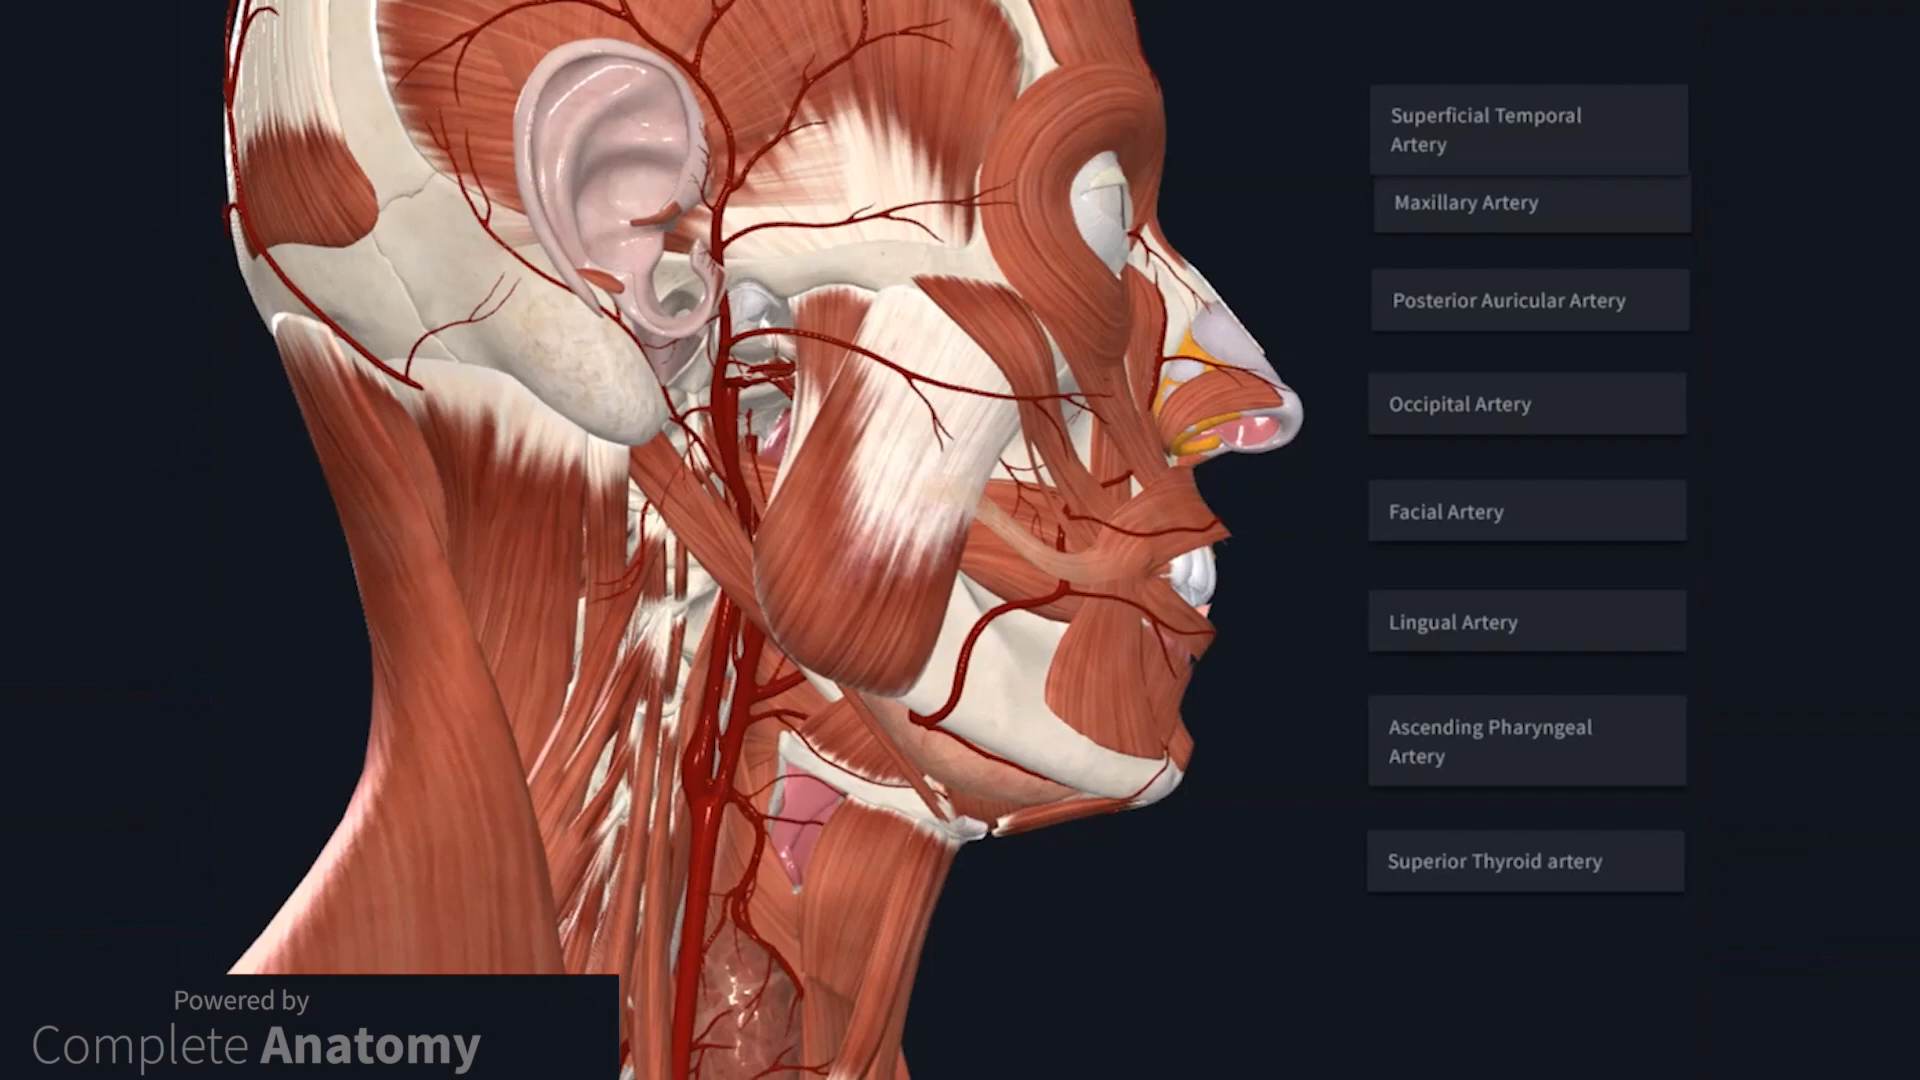 Superficial Temporal
Artery
Maxillary Artery
Posterior Auricular Artery
Occipital Artery
Facial Artery
Lingual Artery
Ascending Pharyngeal
Artery
Superior Thyroid artery
Powered by
Complete Anatomy